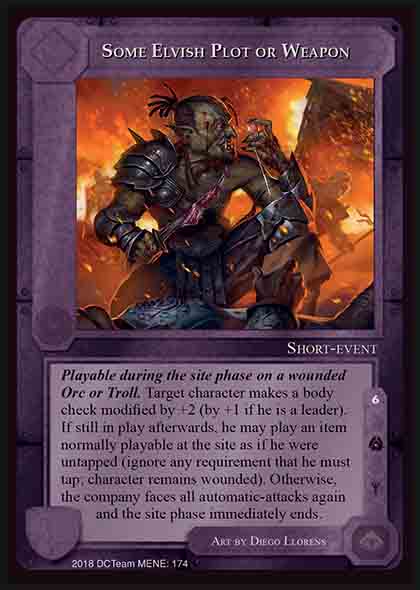 Some Elvish Plot or Weapon
Short-event
Playable during the site phase on a wounded
Orc or Troll. Target character makes a body
check modified by +2 (by +1 if he is a leader).
If still in play afterwards, he may play an item
normally playable at the site as if he were
untapped (ignore any requirement that he must
tap; character remains wounded). Otherwise,
the company faces all automatic-attacks again
and the site phase immediately ends.
6
Art by Diego Llorens
2018 DCTeam MENE: 174